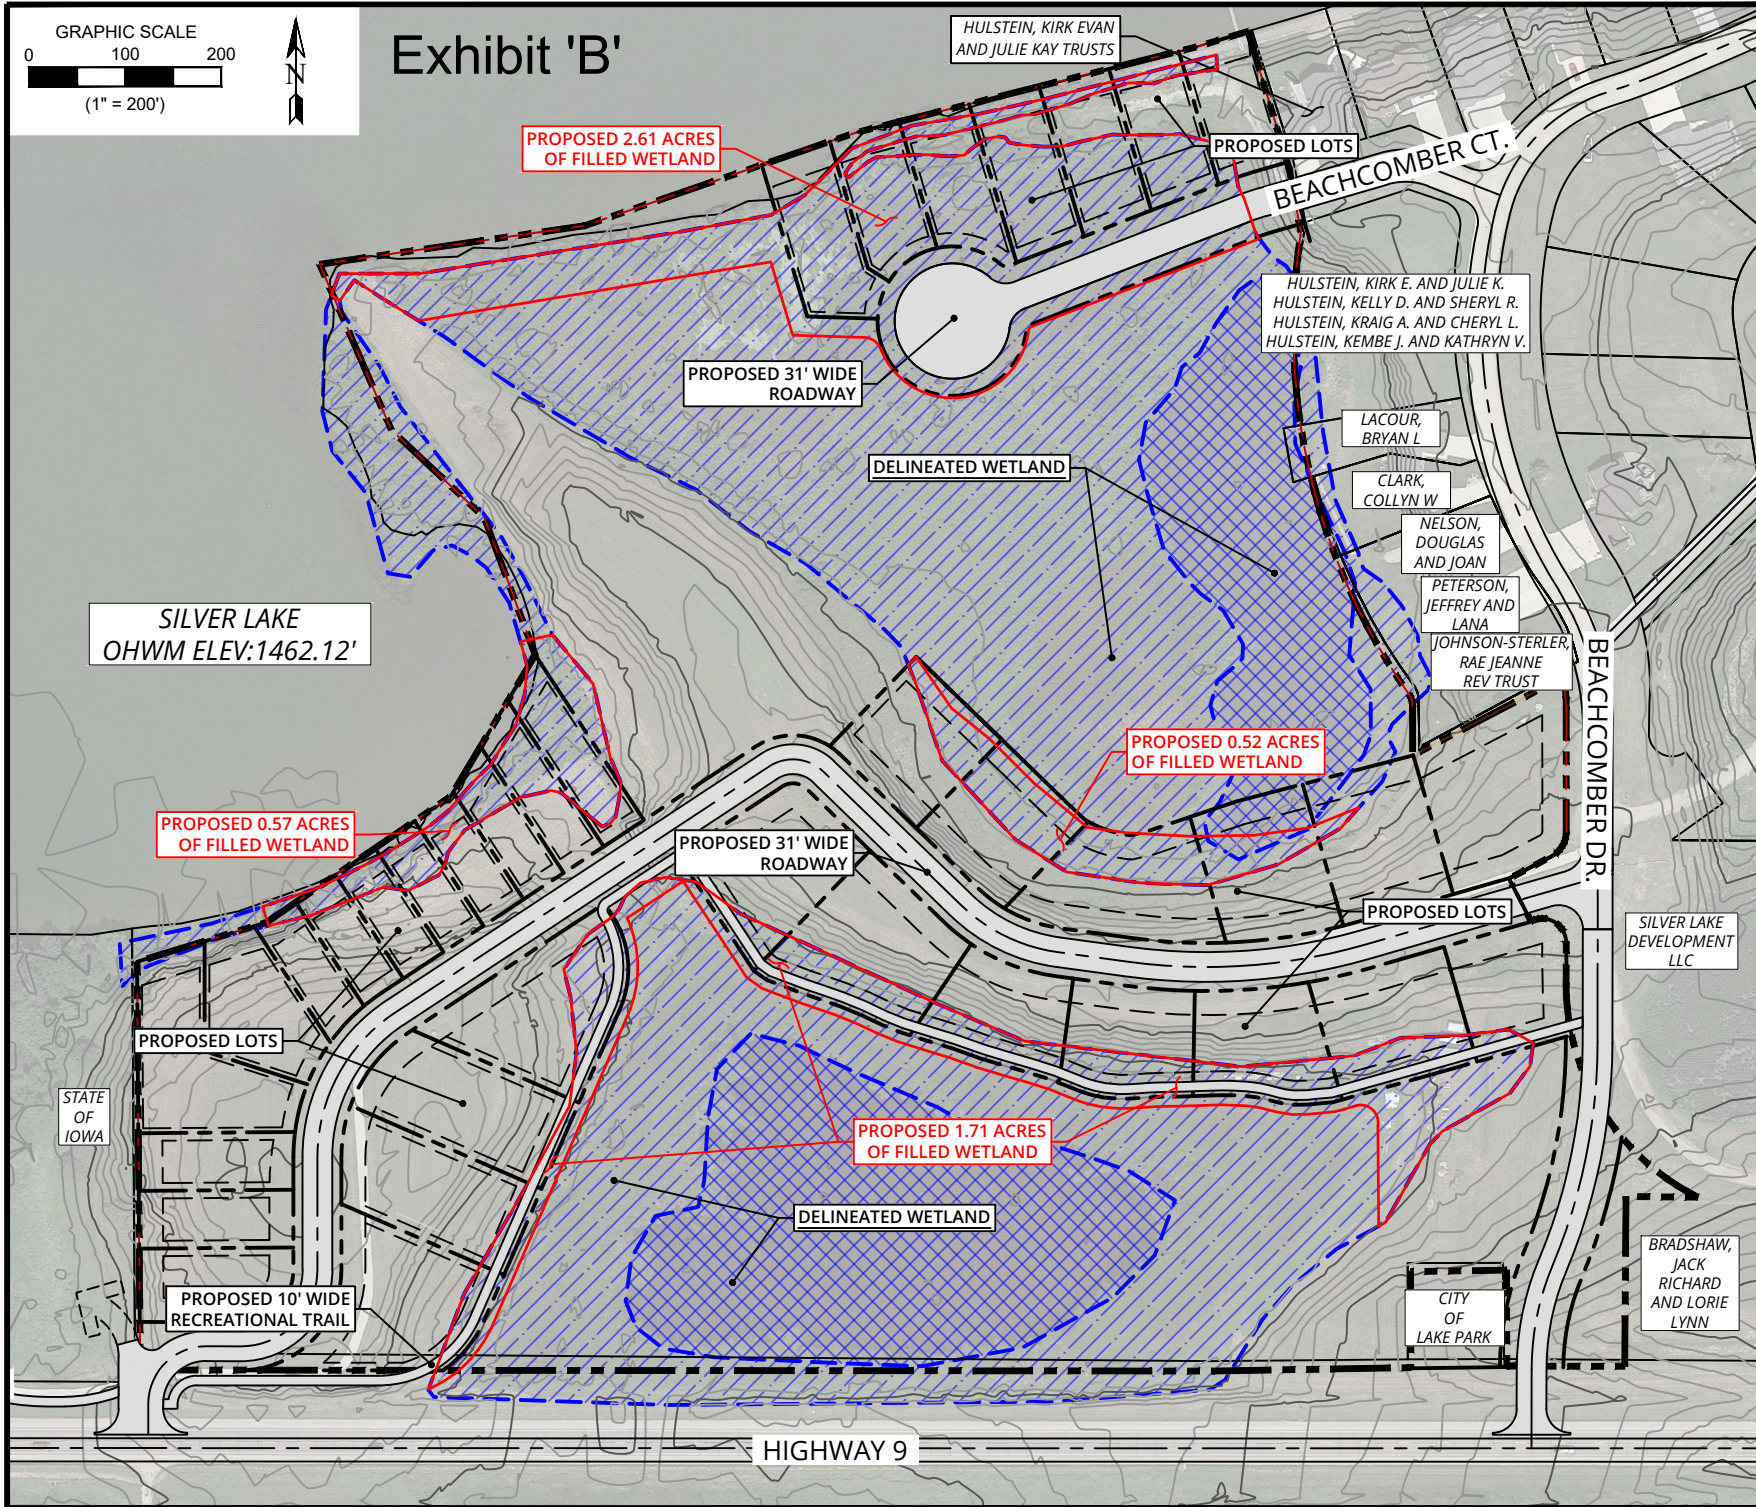 GRAPHIC SCALE
0 100 200
(1" = 200')
N
Exhibit 'B'
HULSTEIN, KIRK EVAN
AND JULIE KAY TRUSTS
PROPOSED 2.61 ACRES
OF FILLED WETLAND
PROPOSED LOTS
BEACHCOMBER CT.
HULSTEIN, KIRK E. AND JULIE K.
HULSTEIN, KELLY D. AND SHERYL R.
HULSTEIN, KRAIG A. AND CHERYL L.
HULSTEIN, KEMBE J. AND KATHRYN V.
PROPOSED 31' WIDE
ROADWAY
LACOUR,
BRYAN L
DELINEATED WETLAND
CLARK,
COLLYN W
NELSON,
DOUGLAS
AND JOAN
PETERSON,
JEFFREY AND
LANA
SILVER LAKE
OHWM ELEV:1462.12'
JOHNSON-STERLER,
RAE JEANNE
REV TRUST
BEACHCOMBER DR.
PROPOSED 0.52 ACRES
OF FILLED WETLAND
PROPOSED 0.57 ACRES
OF FILLED WETLAND
PROPOSED 31' WIDE
ROADWAY
PROPOSED LOTS
SILVER LAKE
DEVELOPMENT
LLC
PROPOSED LOTS
STATE
OF
IOWA
PROPOSED 1.71 ACRES
OF FILLED WETLAND
DELINEATED WETLAND
BRADSHAW,
JACK
RICHARD
AND LORIE
LYNN
PROPOSED 10' WIDE
RECREATIONAL TRAIL
CITY
OF
LAKE PARK
HIGHWAY 9